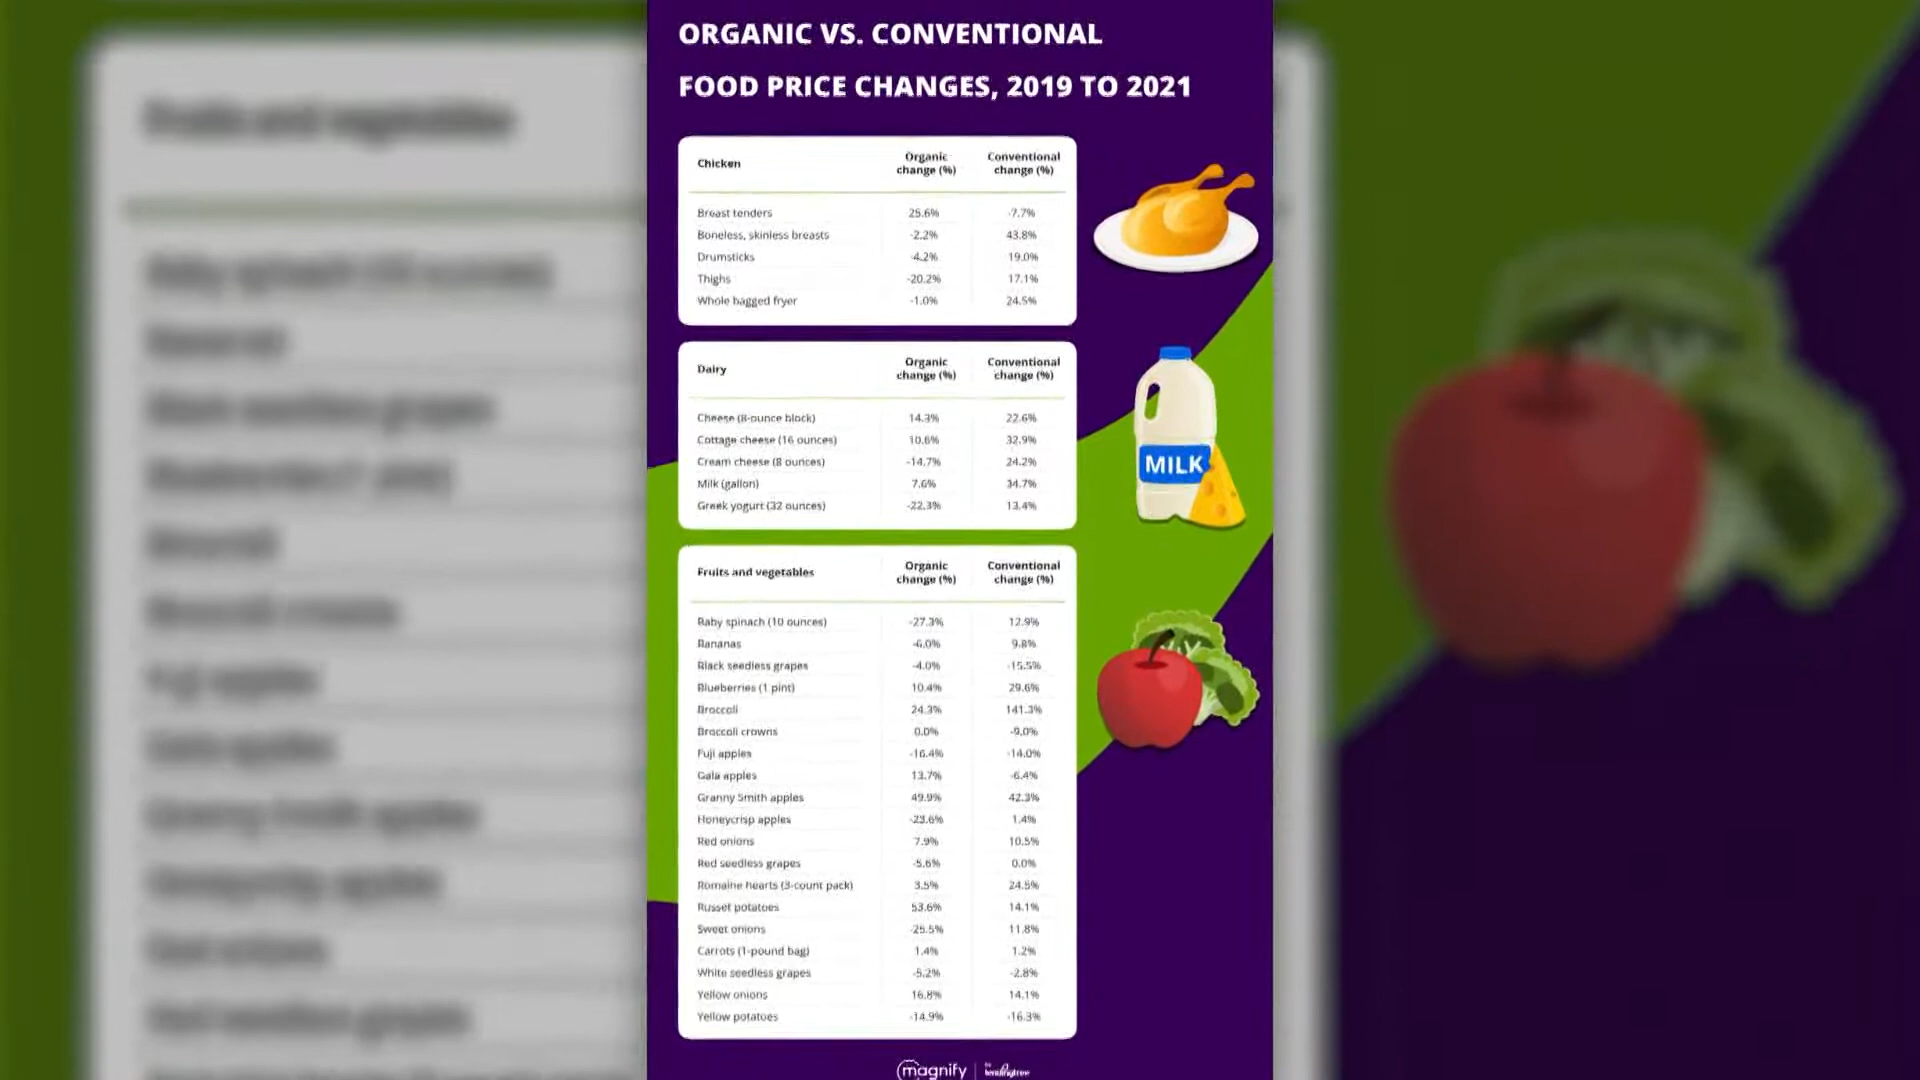 ORGANIC VS. CONVENTIONAL
FOOD PRICE CHANGES, 2019 TO 2021
Chicken Organic change (%) Conventional change (%)
Breast tenders 25.6% -7.7%
Boneless, skinless breasts -2.2% 43.8%
Drumsticks -4.2% 19.0%
Thighs -20.2% 17.1%
Whole bagged fryer -1.0% 24.5%
MILK
Dairy Organic change (%) Conventional change (%)
Cheese (8-ounce block) 14.3% 22.6%
Cottage cheese (16 ounces) 10.6% 32.9%
Cream cheese (8 ounces) -14.7% 24.2%
Milk (gallon) 7.6% 34.7%
Greek yogurt (32 ounces) -22.3% 13.4%
Fruits and vegetables Organic change (%) Conventional change (%)
Baby spinach (10 ounces) -27.3% 12.9%
Bananas -6.0% 9.8%
Black seedless grapes -4.0% -15.5%
Blueberries (1 pint) 10.4% 29.6%
Broccoli 24.3% 141.3%
Broccoli crowns 0.0% -9.0%
Fuji apples -16.4% -14.0%
Gala apples 13.7% -6.4%
Granny Smith apples 49.9% 42.3%
Honeycrisp apples -23.6% 1.4%
Red onions 7.9% 10.5%
Red seedless grapes -5.6% 0.0%
Romaine hearts (3-count pack) 3.5% 24.5%
Russet potatoes 53.6% 14.1%
Sweet onions -25.5% 11.8%
Carrots (1-pound bag) 1.4% 1.2%
White seedless grapes -5.2% -2.8%
Yellow onions 16.8% 14.1%
Yellow potatoes -14.9% -16.3%
magnify by lendingtree